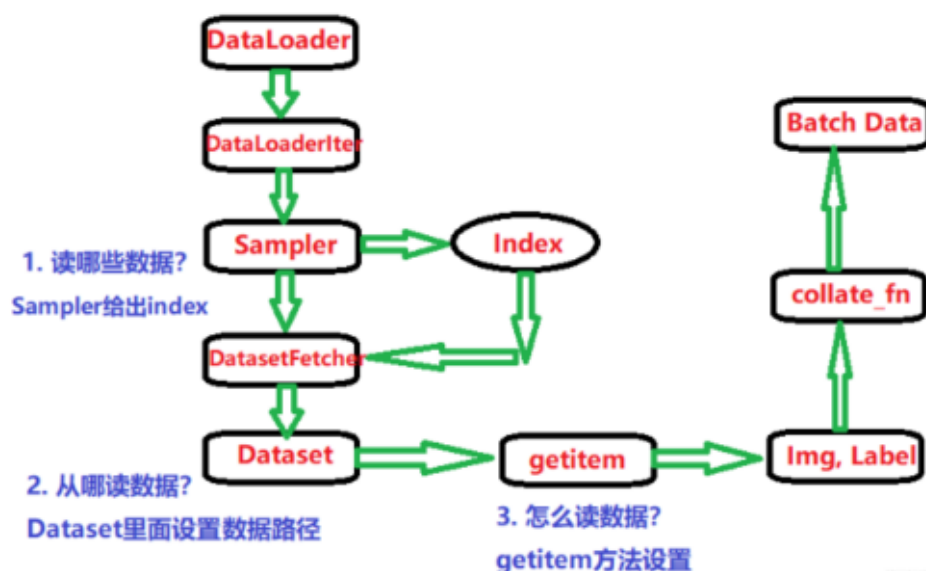 DataLoader
DataLoaderIter
Sampler
Index
1. 读哪些数据?
Sampler给出index
DatasetFetcher
Dataset
getitem
Img, Label
collate_fn
Batch Data
2. 从哪读数据?
Dataset里面设置数据路径
3. 怎么读数据?
getitem方法设置